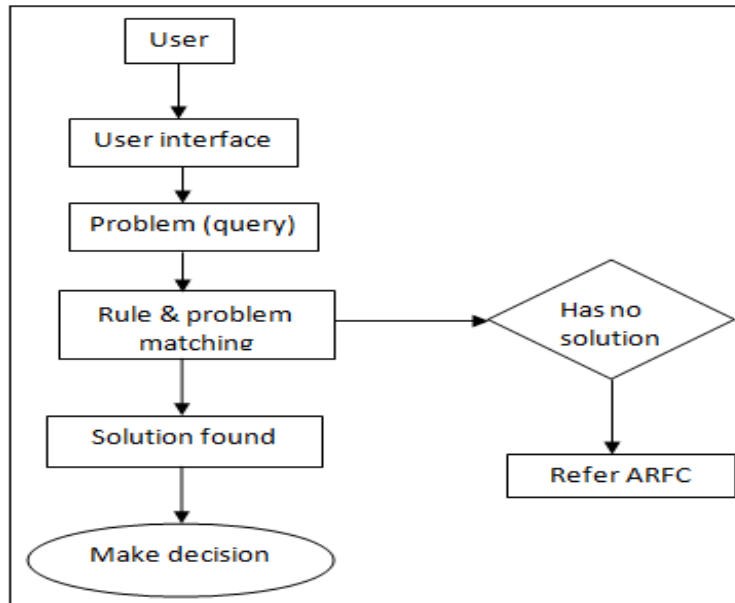 User
User interface
Problem (query)
Rule & problem
matching
Has no
solution
Solution found
Refer ARFC
Make decision